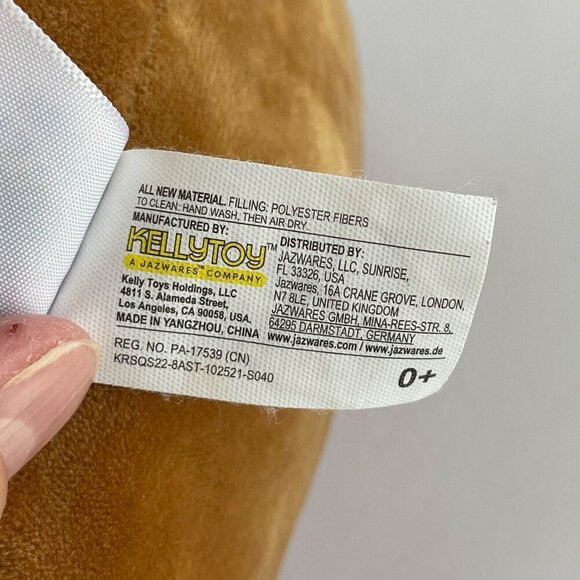 ALL NEW MATERIAL. FILLING: POLYESTER FIBERS
TO CLEAN: HAND WASH, THEN AIR DRY.
MANUFACTURED BY:
KELLYTOY™
A JAZWARES™ COMPANY
Kelly Toys Holdings, LLC
4811 S. Alameda Street,
Los Angeles, CA 90058, USA.
MADE IN YANGZHOU, CHINA
DISTRIBUTED BY:
JAZWARES, LLC, SUNRISE,
FL 33326, USA
Jazwares, 16A CRANE GROVE, LONDON,
N7 8LE, UNITED KINGDOM
JAZWARES GMBH, MINA-REES-STR. 8,
64295 DARMSTADT, GERMANY
www.jazwares.com / www.jazwares.de
REG. NO. PA-17539 (CN)
KRSQS22-8AST-102521-S040
0+